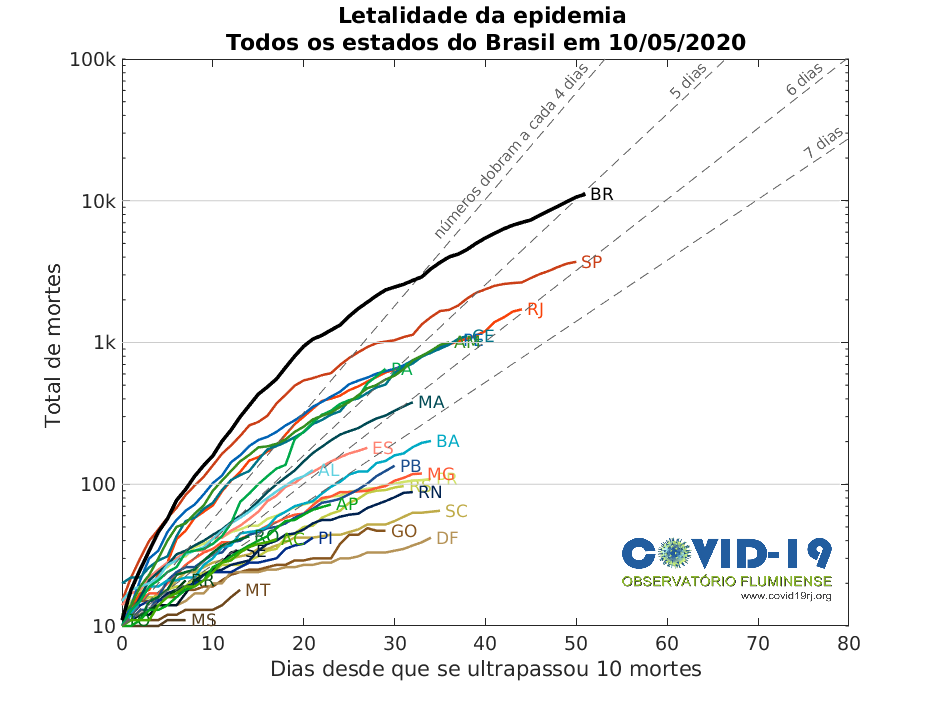 Letalidade da epidemia
Todos os estados do Brasil em 10/05/2020
100k
10k
1k
100
10
Total de mortes
números dobram a cada 4 dias
5 dias
6 dias
7 dias
BR
SP
RJ
CE
PA
MA
ES
BA
AL
PB
MG
RN
AP
SC
GO
PI
DF
SE
MT
MS
0
10
20
30
40
50
60
70
80
Dias desde que se ultrapassou 10 mortes
COVID-19
OBSERVATÓRIO FLUMINENSE
www.covid19rj.org